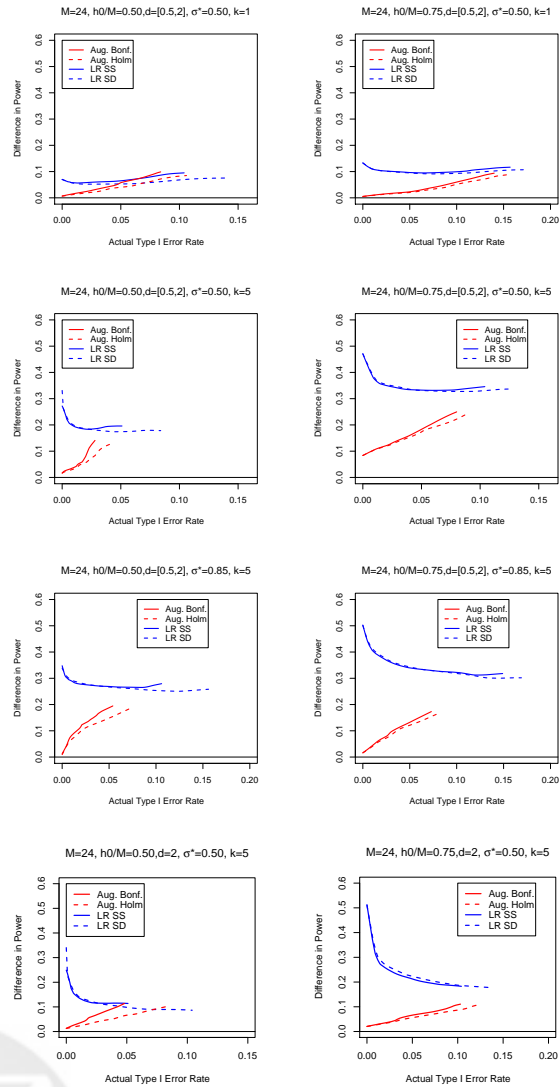 M=24, h0/M=0.50,d=[0.5,2], σ*=0.50, k=1
Difference in Power
0.0 0.1 0.2 0.3 0.4 0.5 0.6
Aug. Bonf.
Aug. Holm
LR SS
LR SD
0.00 0.05 0.10 0.15
Actual Type I Error Rate
M=24, h0/M=0.75,d=[0.5,2], σ*=0.50, k=1
Difference in Power
0.0 0.1 0.2 0.3 0.4 0.5 0.6
Aug. Bonf.
Aug. Holm
LR SS
LR SD
0.00 0.05 0.10 0.15 0.20
Actual Type I Error Rate
M=24, h0/M=0.50,d=[0.5,2], σ*=0.50, k=5
Difference in Power
0.0 0.1 0.2 0.3 0.4 0.5 0.6
Aug. Bonf.
Aug. Holm
LR SS
LR SD
0.00 0.05 0.10 0.15
Actual Type I Error Rate
M=24, h0/M=0.75,d=[0.5,2], σ*=0.50, k=5
Difference in Power
0.0 0.1 0.2 0.3 0.4 0.5 0.6
Aug. Bonf.
Aug. Holm
LR SS
LR SD
0.00 0.05 0.10 0.15
Actual Type I Error Rate
M=24, h0/M=0.50,d=[0.5,2], σ*=0.85, k=5
Difference in Power
0.0 0.1 0.2 0.3 0.4 0.5 0.6
Aug. Bonf.
Aug. Holm
LR SS
LR SD
0.00 0.05 0.10 0.15 0.20
Actual Type I Error Rate
M=24, h0/M=0.75,d=[0.5,2], σ*=0.85, k=5
Difference in Power
0.0 0.1 0.2 0.3 0.4 0.5 0.6
Aug. Bonf.
Aug. Holm
LR SS
LR SD
0.00 0.05 0.10 0.15 0.20
Actual Type I Error Rate
M=24, h0/M=0.50,d=2, σ*=0.50, k=5
Difference in Power
0.0 0.1 0.2 0.3 0.4 0.5 0.6
Aug. Bonf.
Aug. Holm
LR SS
LR SD
0.00 0.05 0.10 0.15
Actual Type I Error Rate
M=24, h0/M=0.75,d=2, σ*=0.50, k=5
Difference in Power
0.0 0.1 0.2 0.3 0.4 0.5 0.6
Aug. Bonf.
Aug. Holm
LR SS
LR SD
0.00 0.05 0.10 0.15 0.20
Actual Type I Error Rate